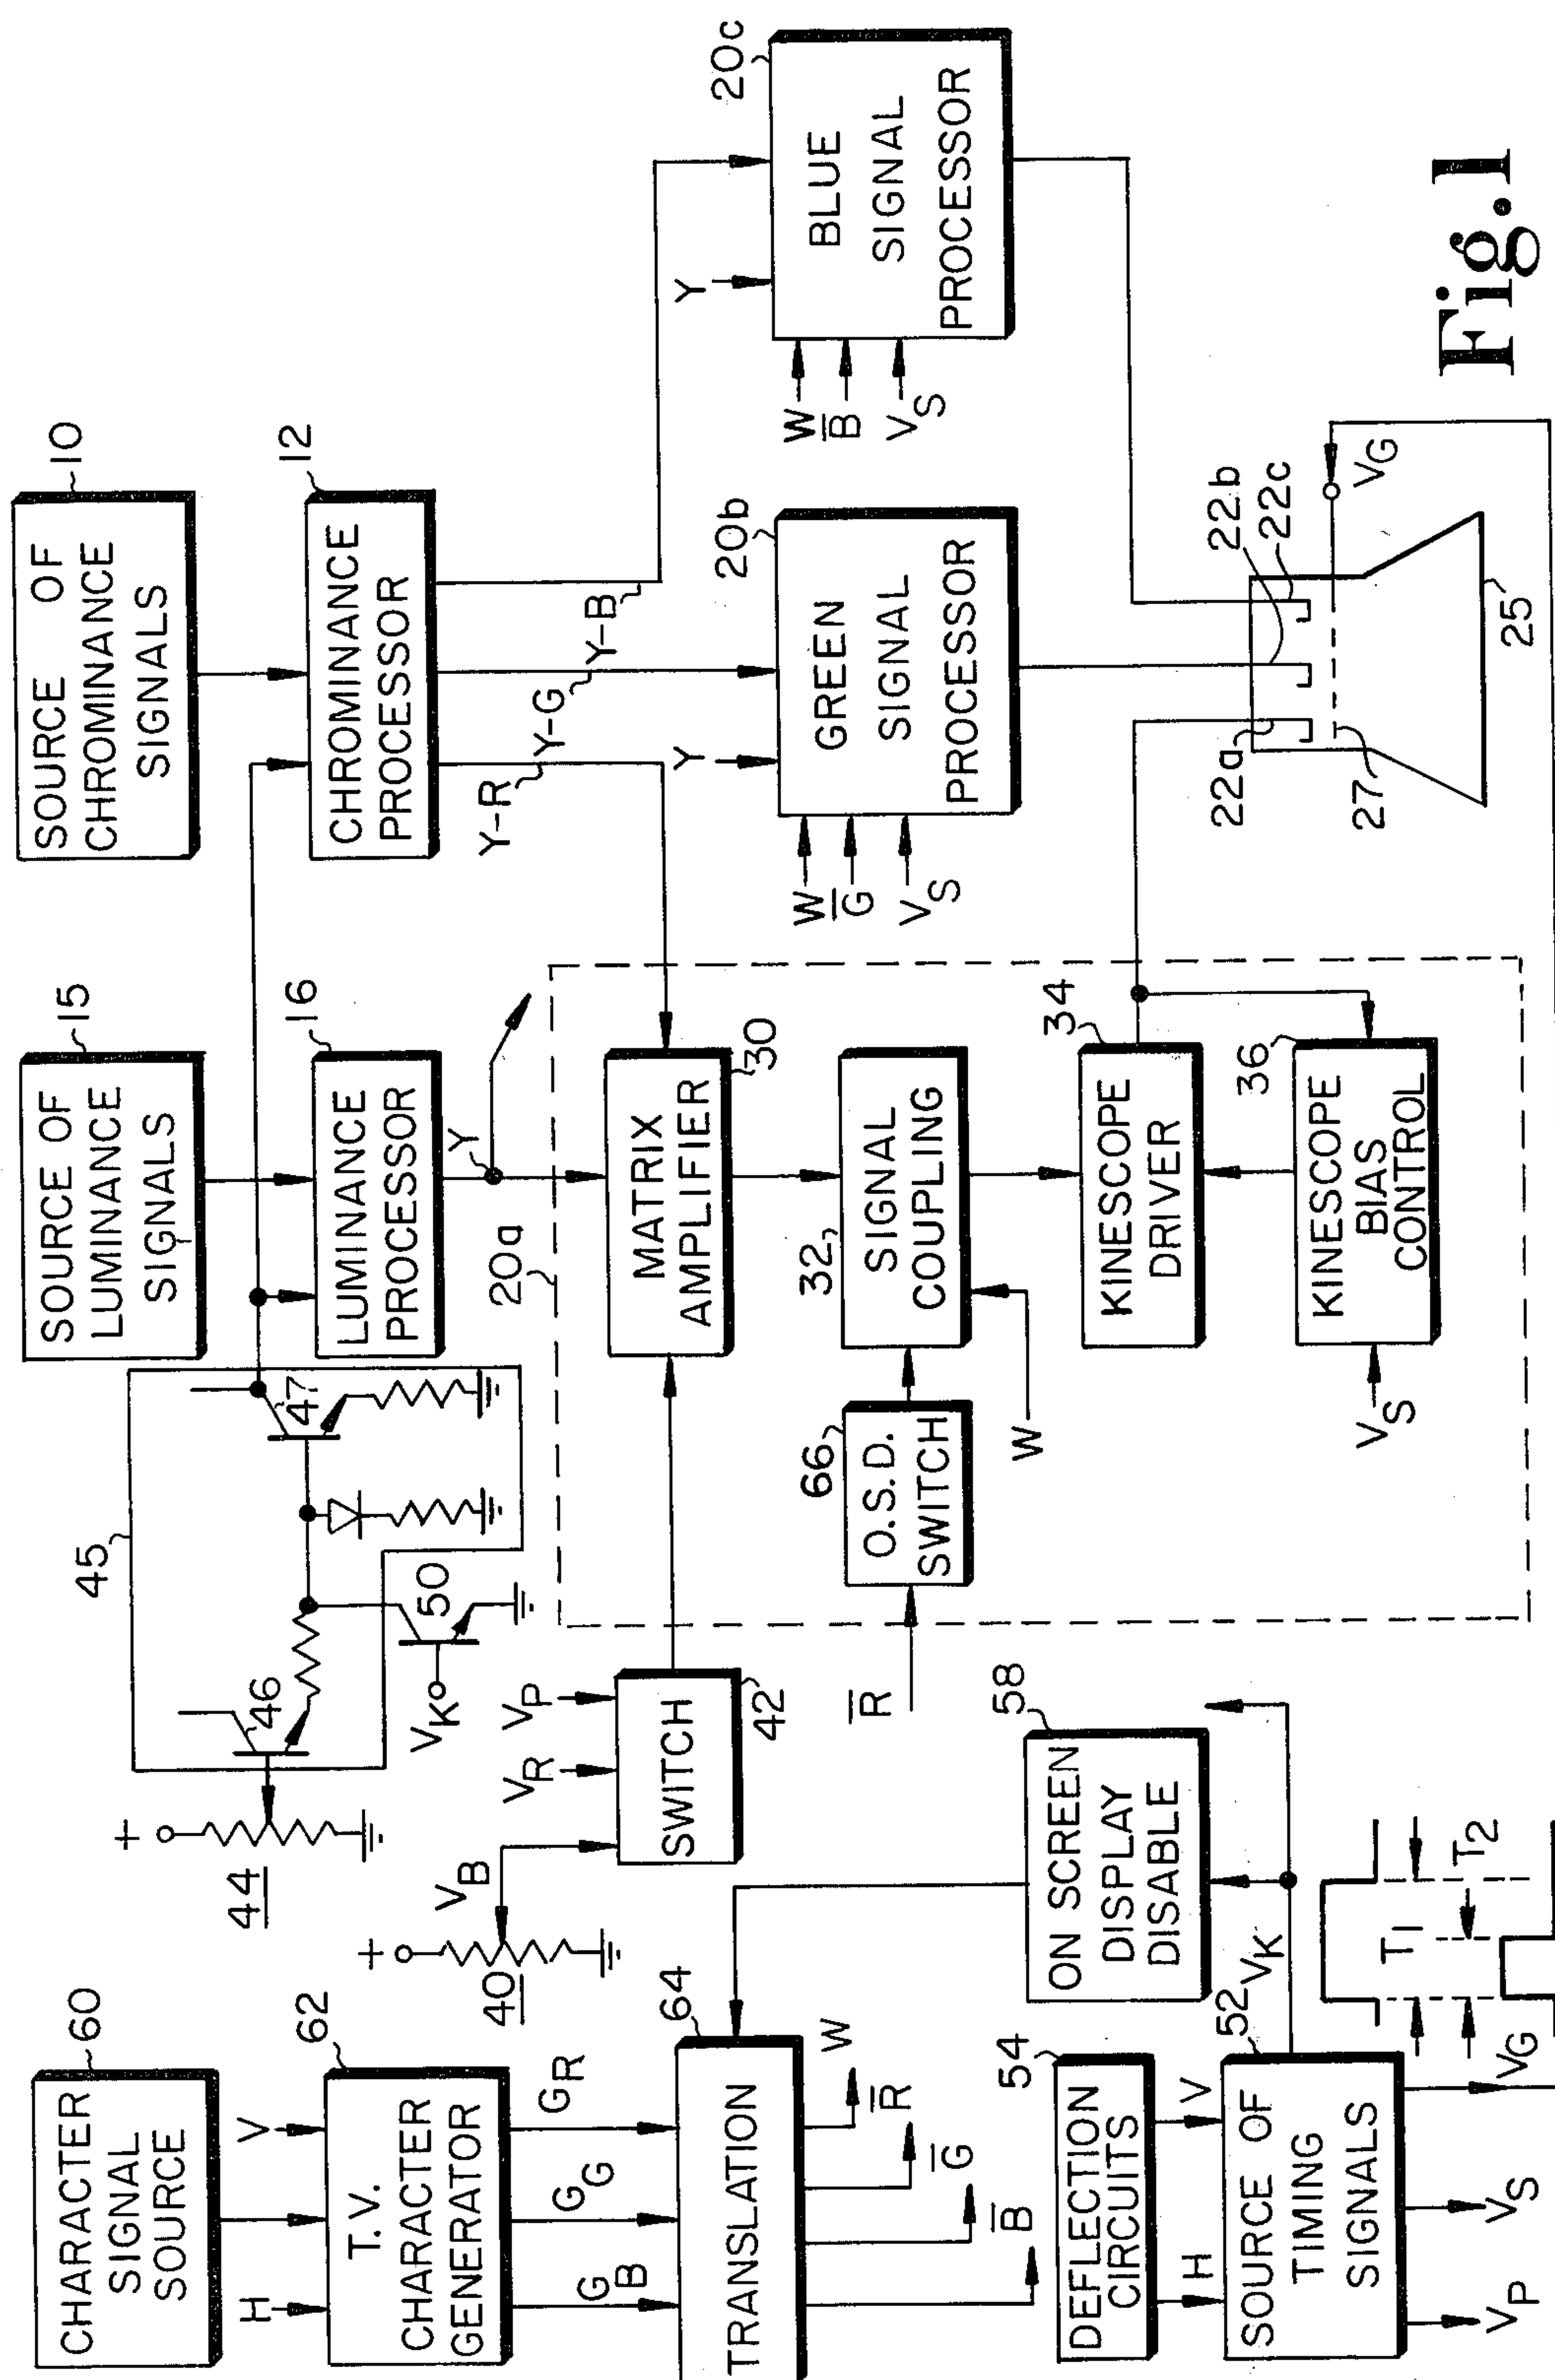 SOURCE OF
CHROMINANCE
SIGNALS
10
SOURCE OF
LUMINANCE
SIGNALS
15
CHROMINANCE
PROCESSOR
12
LUMINANCE
PROCESSOR
16
45
46
47
50
VK
44
+
40
+
VB
VR
VP
SWITCH
42
Y
Y-R
Y-G
Y-B
20a
MATRIX
AMPLIFIER
30
SIGNAL
COUPLING
32
O.S.D.
SWITCH
66
R̅
W
KINESCOPE
DRIVER
34
KINESCOPE
BIAS
CONTROL
36
VS
GREEN
SIGNAL
PROCESSOR
20b
Y
W
G̅
VS
BLUE
SIGNAL
PROCESSOR
20c
Y
W
B̅
VS
22a
22b
22c
27
VG
25
CHARACTER
SIGNAL
SOURCE
60
H
V
T.V.
CHARACTER
GENERATOR
62
GB
GG
GR
TRANSLATION
64
W
R̅
G̅
B̅
ON SCREEN
DISPLAY
DISABLE
58
DEFLECTION
CIRCUITS
54
H
V
SOURCE OF
TIMING
SIGNALS
52
VK
VP
VS
VG
T1
T2
Fig.1